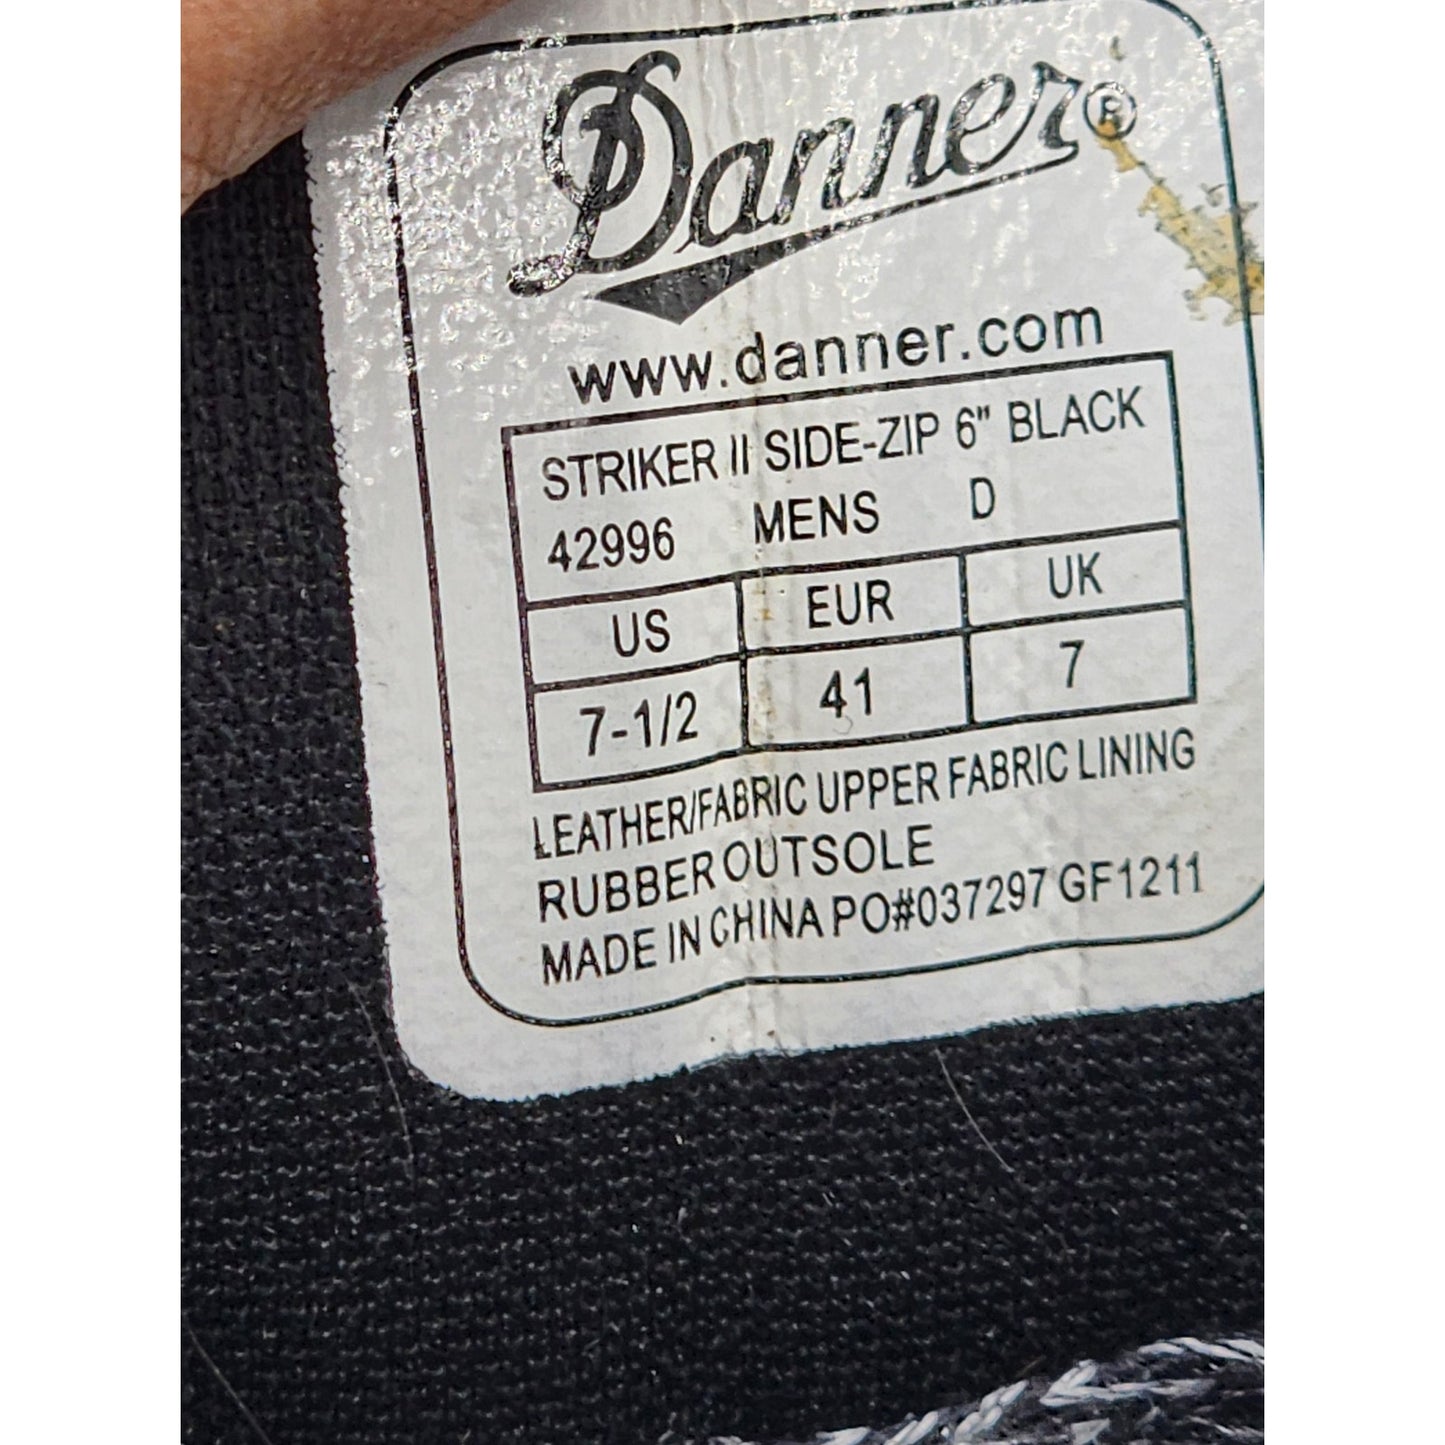 Danner®
www.danner.com
STRIKER II SIDE-ZIP 6" BLACK
42996 MENS D
US EUR UK
7-1/2 41 7
LEATHER/FABRIC UPPER FABRIC LINING
RUBBER OUTSOLE
MADE IN CHINA PO#037297 GF1211